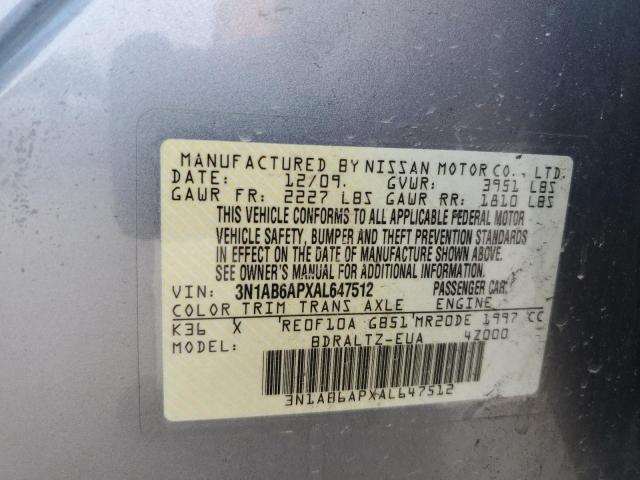 MANUFACTURED BY NISSAN MOTOR CO., LTD.
DATE: 12/09. GVWR: 3951 LBS
GAWR FR: 2227 LBS GAWR RR: 1810 LBS
THIS VEHICLE CONFORMS TO ALL APPLICABLE FEDERAL MOTOR
VEHICLE SAFETY, BUMPER AND THEFT PREVENTION STANDARDS
IN EFFECT ON THE DATE OF MANUFACTURE SHOWN ABOVE.
SEE OWNER'S MANUAL FOR ADDITIONAL INFORMATION.
VIN: 3N1AB6APXAL647512 PASSENGER CAR
COLOR TRIM TRANS AXLE ENGINE
K36 X RE0F10A GB51 MR20DE 1997 CC
MODEL: BDRALTZ-EUA 4Z000
3N1AB6APXAL647512